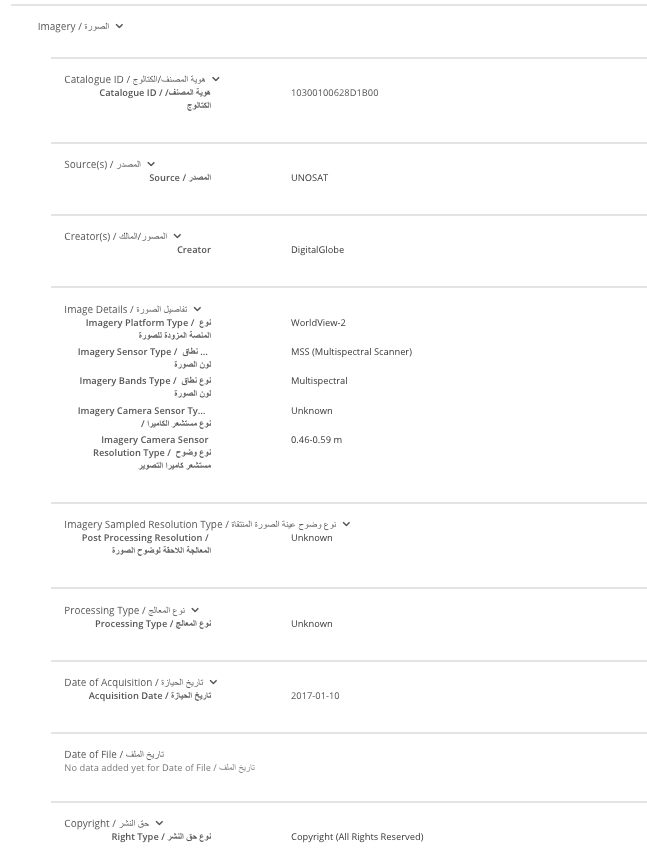 Imagery / الصورة
Catalogue ID / هوية المصنف/الكتالوج
Catalogue ID / هوية المصنف/ 10300100628D1B00
الكتالوج
Source(s) / المصدر
Source / المصدر UNOSAT
Creator(s) / المصور/المالك
Creator DigitalGlobe
Image Details / تفاصيل الصورة
Imagery Platform Type / نوع WorldView-2
المنصة المزودة للصورة
Imagery Sensor Type / نطاق ... MSS (Multispectral Scanner)
لون الصورة
Imagery Bands Type / نوع نطاق Multispectral
لون الصورة
Imagery Camera Sensor Ty... Unknown
نوع مستشعر الكاميرا /
Imagery Camera Sensor 0.46-0.59 m
Resolution Type / نوع وضوح
مستشعر كاميرا التصوير
Imagery Sampled Resolution Type / نوع وضوح عينة الصورة المنتقاة
Post Processing Resolution / Unknown
المعالجة اللاحقة لوضوح الصورة
Processing Type / نوع المعالج
Processing Type / نوع المعالج Unknown
Date of Acquisition / تاريخ الحيازة
Acquisition Date / تاريخ الحيازة 2017-01-10
Date of File / تاريخ الملف
No data added yet for Date of File / تاريخ الملف
Copyright / حق النشر
Right Type / نوع حق النشر Copyright (All Rights Reserved)